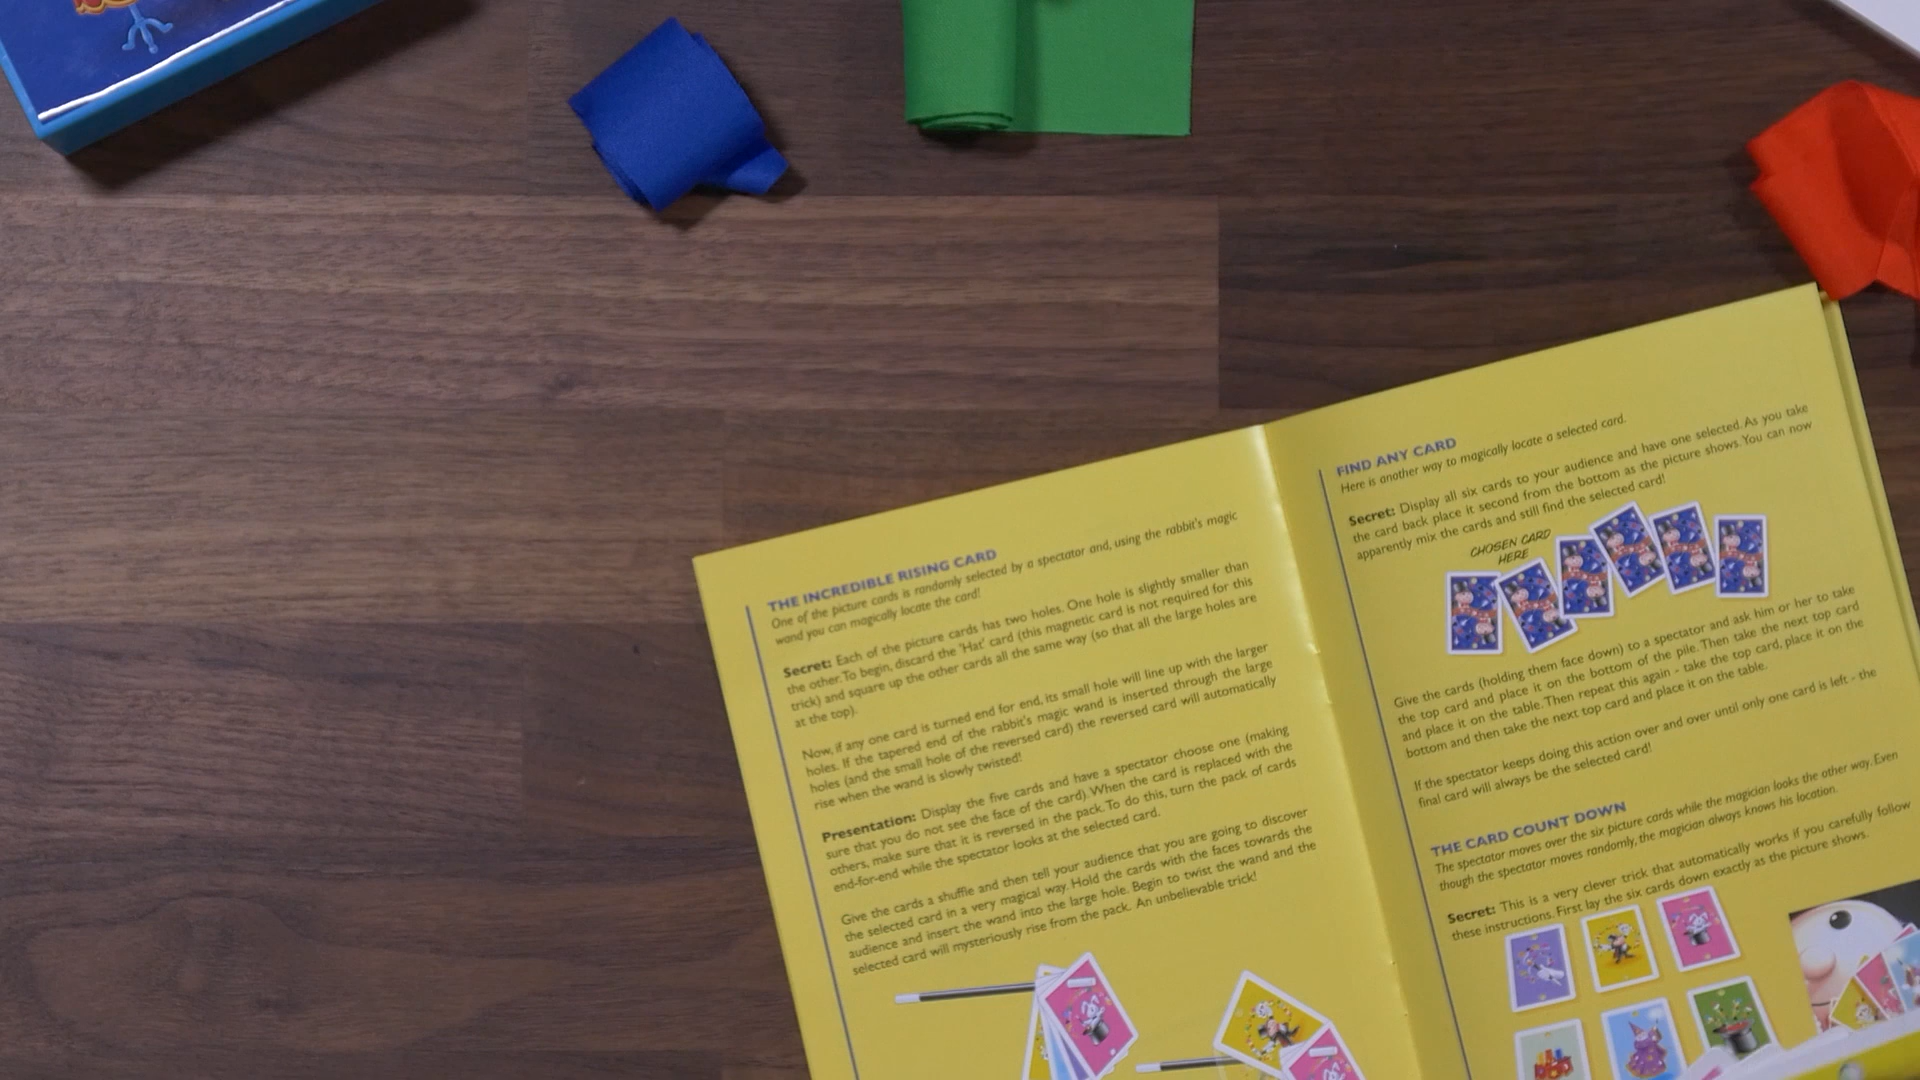 THE INCREDIBLE RISING CARD
One of the picture cards is randomly selected by a spectator and, using the rabbit's magic
wand you can magically locate the card!
Secret: Each of the picture cards has two holes. One hole is slightly smaller than
the other. To begin, discard the 'Hat' card (this magnetic card is not required for this
trick) and square up the other cards all the same way (so that all the large holes are
at the top).
Now, if any one card is turned end for end, its small hole will line up with the larger
holes. If the tapered end of the rabbit's magic wand is inserted through the large
holes (and the small hole of the reversed card) the reversed card will automatically
rise when the wand is slowly twisted!
Presentation: Display the five cards and have a spectator choose one (making
sure that you do not see the face of the card). When the card is replaced with the
others, make sure that it is reversed in the pack. To do this, turn the pack of cards
end-for-end while the spectator looks at the selected card.
Give the cards a shuffle and then tell your audience that you are going to discover
the selected card in a very magical way. Hold the cards with the faces towards the
audience and insert the wand into the large hole. Begin to twist the wand and the
selected card will mysteriously rise from the pack. An unbelievable trick!
FIND ANY CARD
Here is another way to magically locate a selected card.
Secret: Display all six cards to your audience and have one selected. As you take
the card back place it second from the bottom as the picture shows. You can now
apparently mix the cards and still find the selected card!
CHOSEN CARD
HERE
Give the cards (holding them face down) to a spectator and ask him or her to take
the top card and place it on the bottom of the pile. Then take the next top card
and place it on the table. Then repeat this again - take the top card, place it on the
bottom and then take the next top card and place it on the table.
If the spectator keeps doing this action over and over until only one card is left - the
final card will always be the selected card!
THE CARD COUNT DOWN
The spectator moves over the six picture cards while the magician looks the other way. Even
though the spectator moves randomly, the magician always knows his location.
Secret: This is a very clever trick that automatically works if you carefully follow
these instructions. First lay the six cards down exactly as the picture shows.